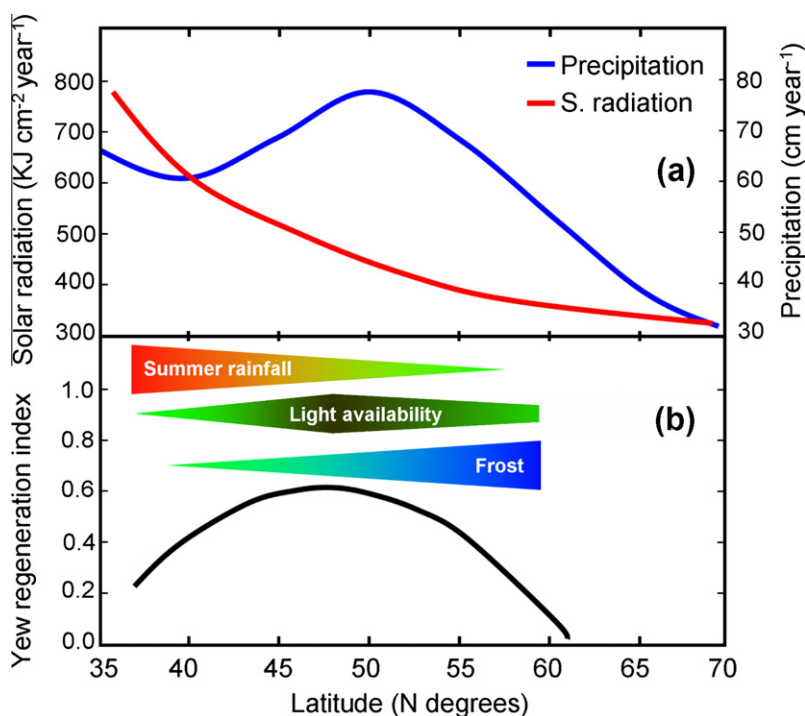 Solar radiation (KJ cm⁻² year⁻¹)
800
700
600
500
400
300
Precipitation
S. radiation
(a)
80
70
60
50
40
30
Precipitation (cm year⁻¹)
Yew regeneration index
1.0
0.8
0.6
0.4
0.2
0.0
Summer rainfall
Light availability
Frost
(b)
35 40 45 50 55 60 65 70
Latitude (N degrees)